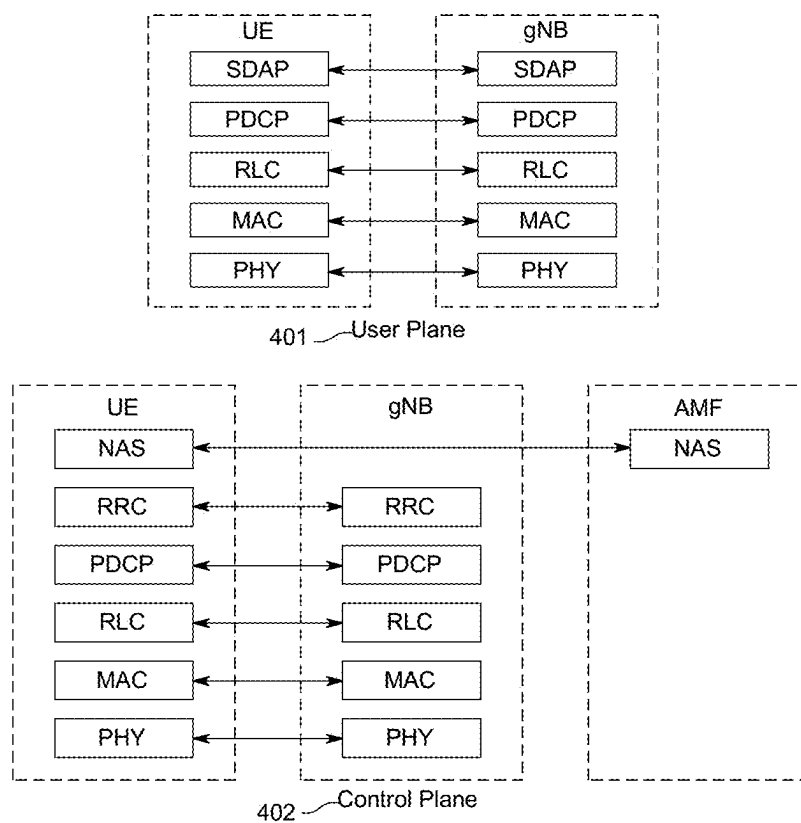 UE gNB
SDAP SDAP
PDCP PDCP
RLC RLC
MAC MAC
PHY PHY
401 User Plane
UE gNB AMF
NAS NAS
RRC RRC
PDCP PDCP
RLC RLC
MAC MAC
PHY PHY
402 Control Plane